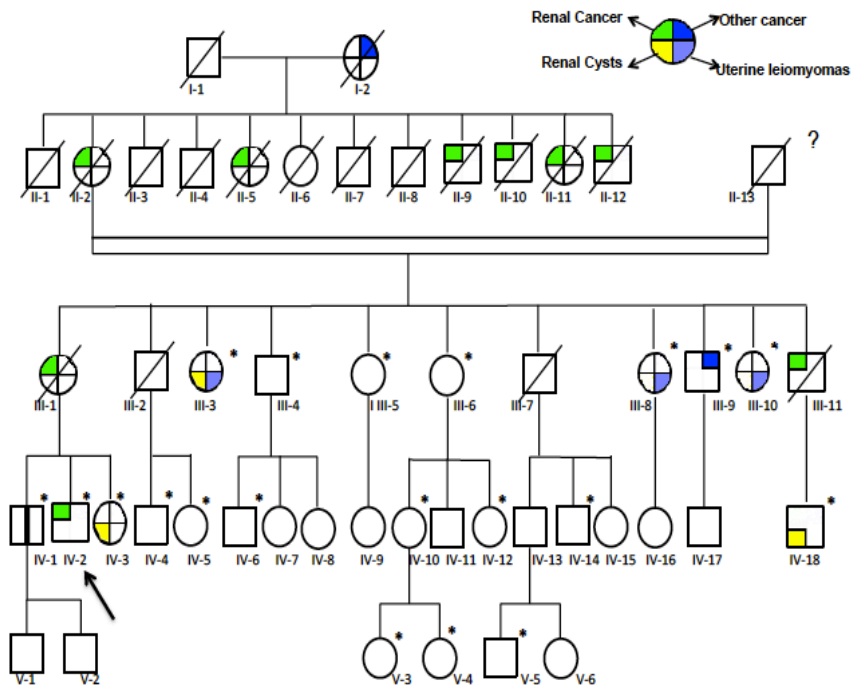 Renal Cancer
Other cancer
Renal Cysts
Uterine leiomyomas
I-1
I-2
?
II-1
II-2
II-3
II-4
II-5
II-6
II-7
II-8
II-9
II-10
II-11
II-12
II-13
* * * * * * * *
III-1
III-2
III-3
III-4
I III-5
III-6
III-7
III-8
III-9
III-10
III-11
* * * * * * * * * *
IV-1
IV-2
IV-3
IV-4
IV-5
IV-6
IV-7
IV-8
IV-9
IV-10
IV-11
IV-12
IV-13
IV-14
IV-15
IV-16
IV-17
IV-18
* * *
V-1
V-2
V-3
V-4
V-5
V-6